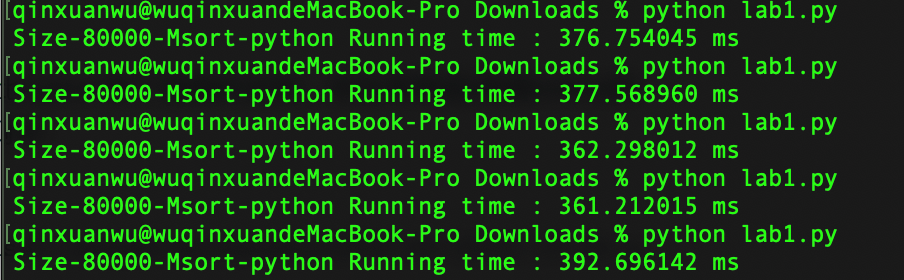 [qinxuanwu@wuqinxuandeMacBook-Pro Downloads % python lab1.py
Size-80000-Msort-python Running time : 376.754045 ms
[qinxuanwu@wuqinxuandeMacBook-Pro Downloads % python lab1.py
Size-80000-Msort-python Running time : 377.568960 ms
[qinxuanwu@wuqinxuandeMacBook-Pro Downloads % python lab1.py
Size-80000-Msort-python Running time : 362.298012 ms
[qinxuanwu@wuqinxuandeMacBook-Pro Downloads % python lab1.py
Size-80000-Msort-python Running time : 361.212015 ms
[qinxuanwu@wuqinxuandeMacBook-Pro Downloads % python lab1.py
Size-80000-Msort-python Running time : 392.696142 ms